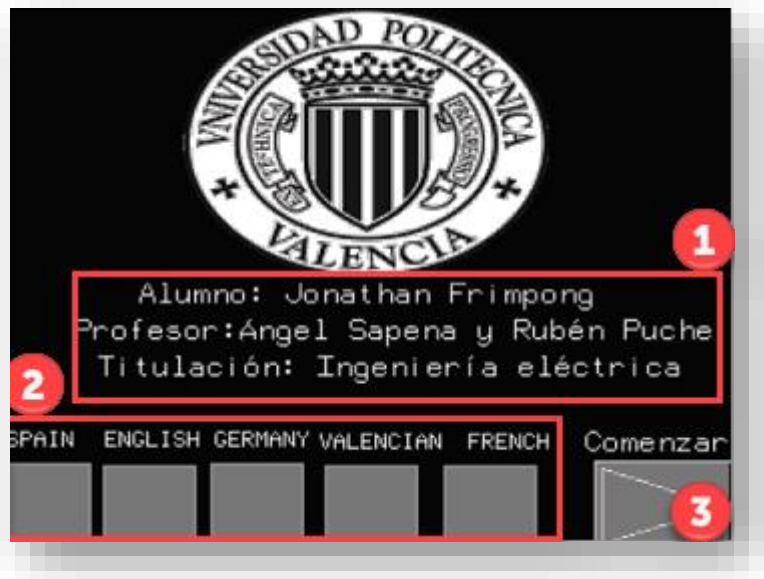 VNIVERSIDAD POLITECNICA
VALENCIA
1
Alumno: Jonathan Frimpong
Profesor:Ángel Sapena y Rubén Puche
Titulación: Ingeniería eléctrica
2
SPAIN ENGLISH GERMANY VALENCIAN FRENCH Comenzar
3